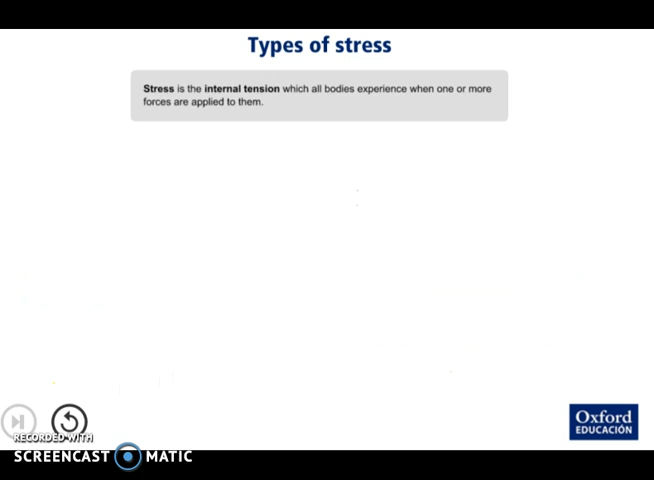 Types of stress
Stress is the internal tension which all bodies experience when one or more
forces are applied to them.
Oxford
EDUCACIÓN
RECORDED WITH
SCREENCAST MATIC